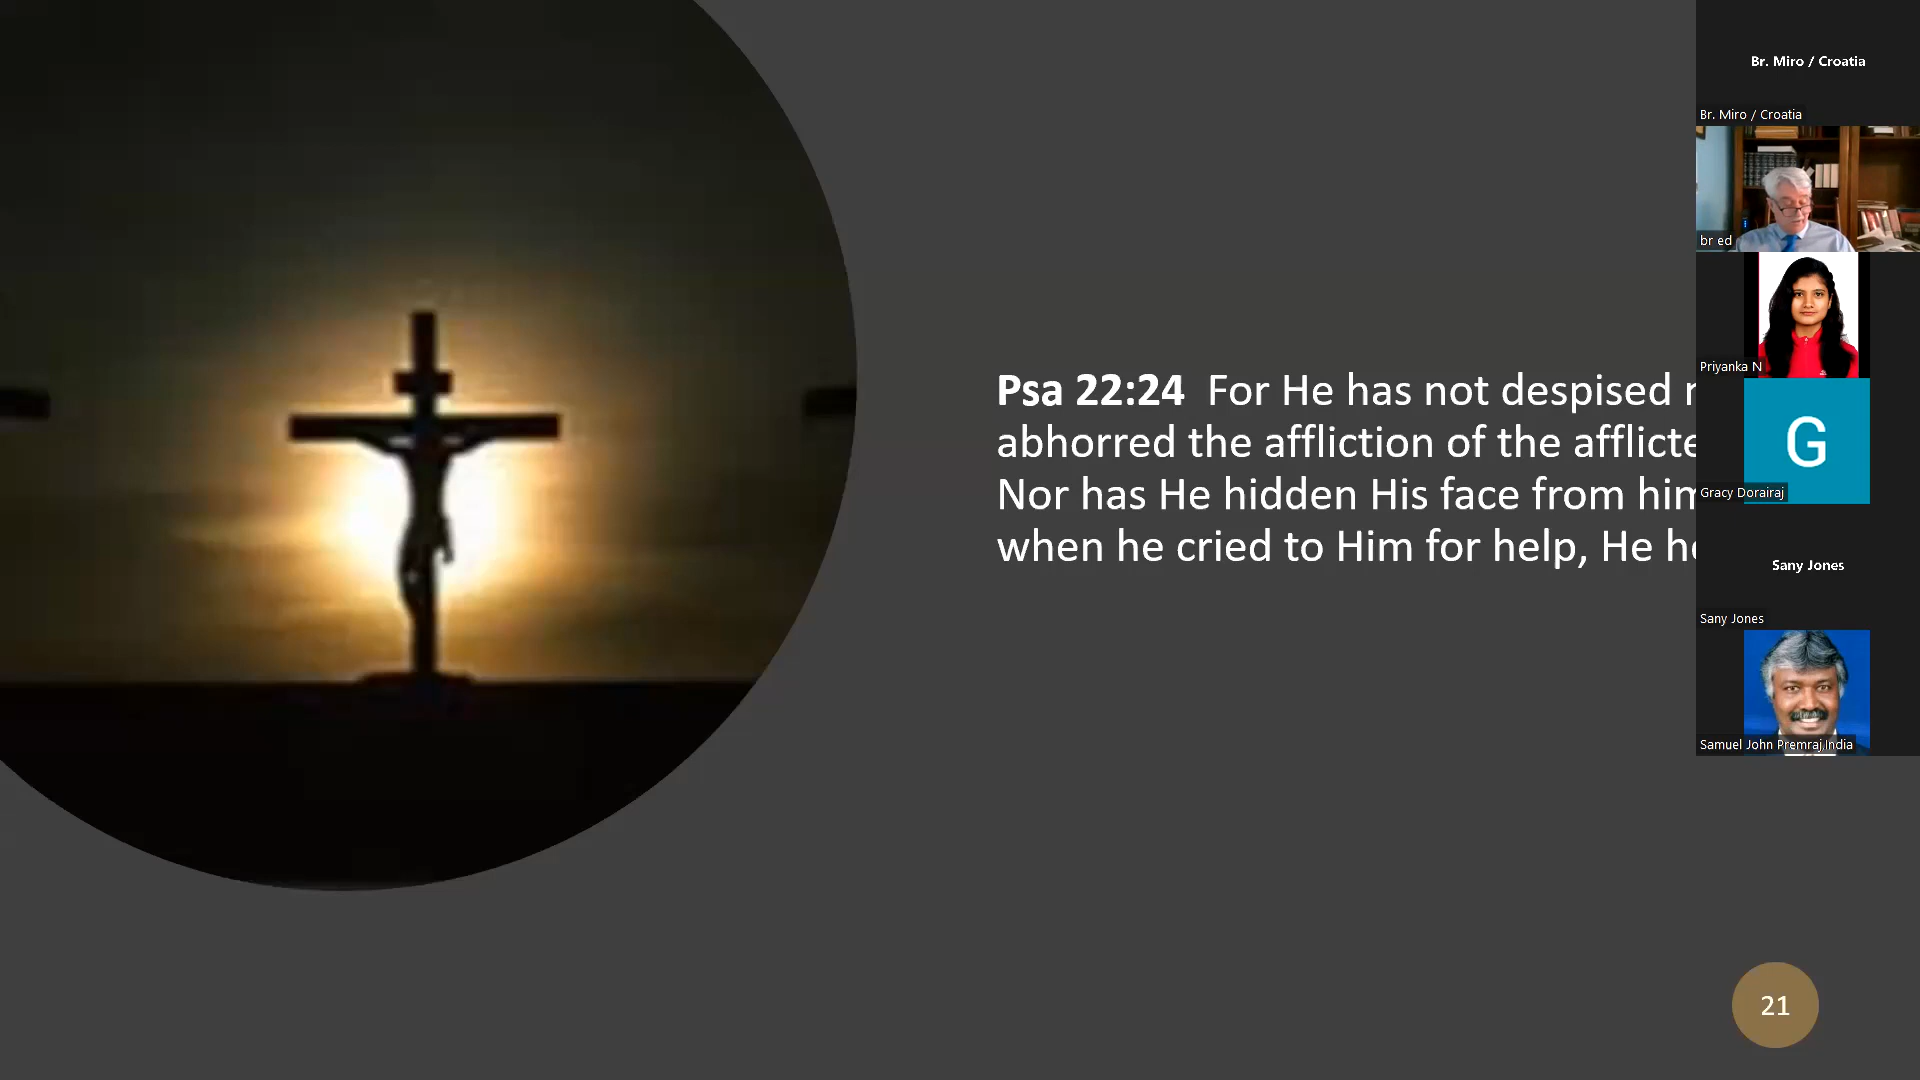 Psa 22:24 For He has not despised
abhorred the affliction of the
Nor has He hidden His face from
when he cried to Him for help, He
21
Br. Miro / Croatia
Br. Miro / Croatia
br ed
Priyanka N
G
Gracy Dorairaj
Sany Jones
Sany Jones
Samuel John Premraj,India